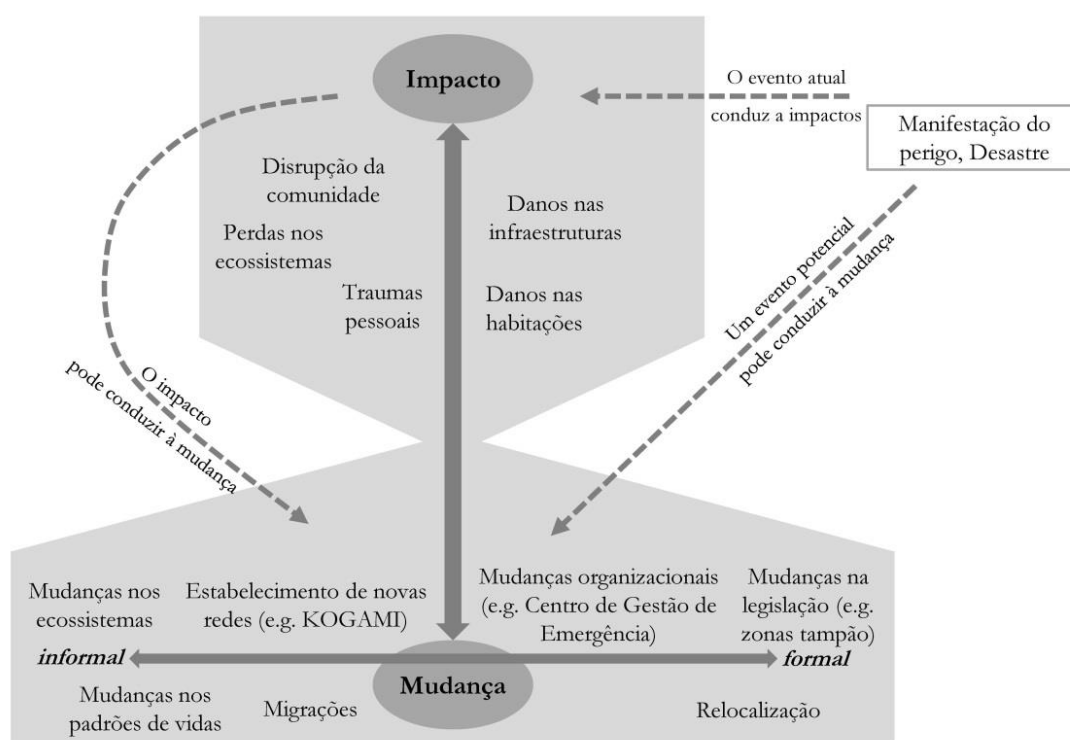 Impacto
O evento atual
conduz a impactos
Manifestação do
perigo, Desastre
Disrupção da
comunidade
Danos nas
infraestruturas
Perdas nos
ecossistemas
Traumas
pessoais
Danos nas
habitações
Um evento potencial
pode conduzir à mudança
O impacto
pode conduzir à mudança
Mudanças nos
ecossistemas
Estabelecimento de novas
redes (e.g. KOGAMI)
Mudanças organizacionais
(e.g. Centro de Gestão de
Emergência)
Mudanças na
legislação (e.g.
zonas tampão)
informal
formal
Mudança
Mudanças nos
padrões de vidas
Migrações
Relocalização